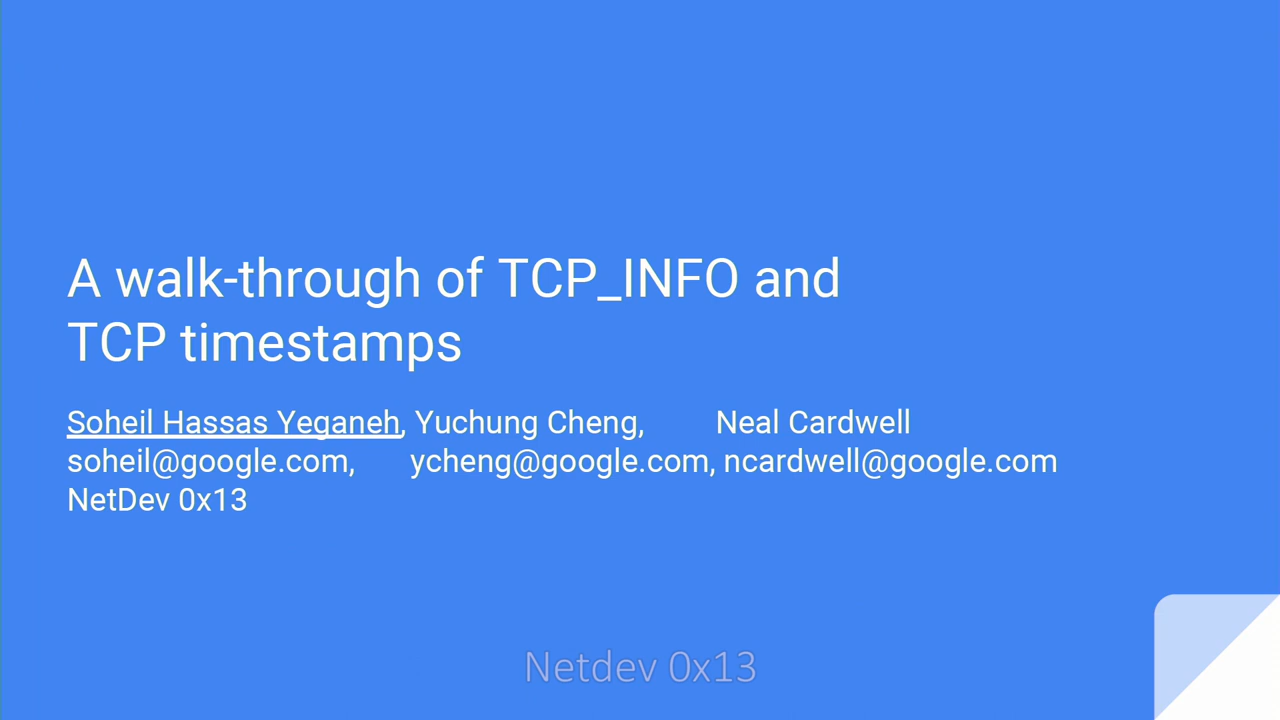 A walk-through of TCP_INFO and
TCP timestamps
Soheil Hassas Yeganeh, Yuchung Cheng, Neal Cardwell
soheil@google.com, ycheng@google.com, ncardwell@google.com
NetDev 0x13
Netdev 0x13